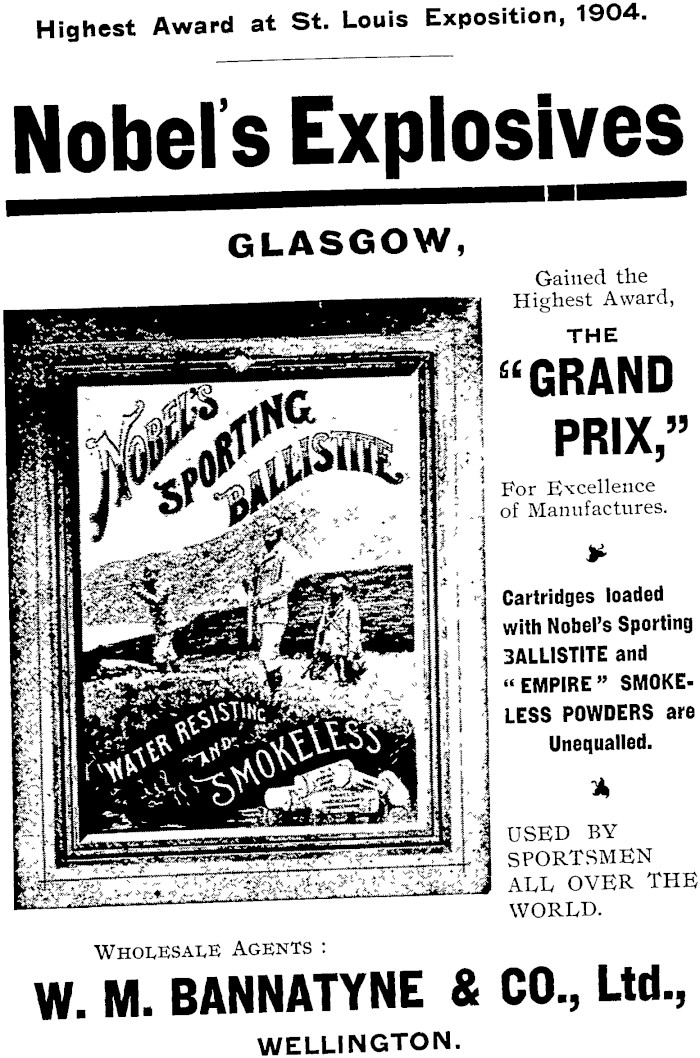 Highest Award at St. Louis Exposition, 1904.
Nobel's Explosives
GLASGOW,
Gained the
Highest Award,
THE
"GRAND
PRIX,"
For Excellence
of Manufactures.
Cartridges loaded
with Nobel's Sporting
BALLISTITE and
"EMPIRE" SMOKE-
LESS POWDERS are
Unequalled.
USED BY
SPORTSMEN
ALL OVER THE
WORLD.
NOBEL'S
SPORTING
BALLISTITE
WATER RESISTING
AND
SMOKELESS
WHOLESALE AGENTS :
W. M. BANNATYNE & CO., Ltd.,
WELLINGTON.